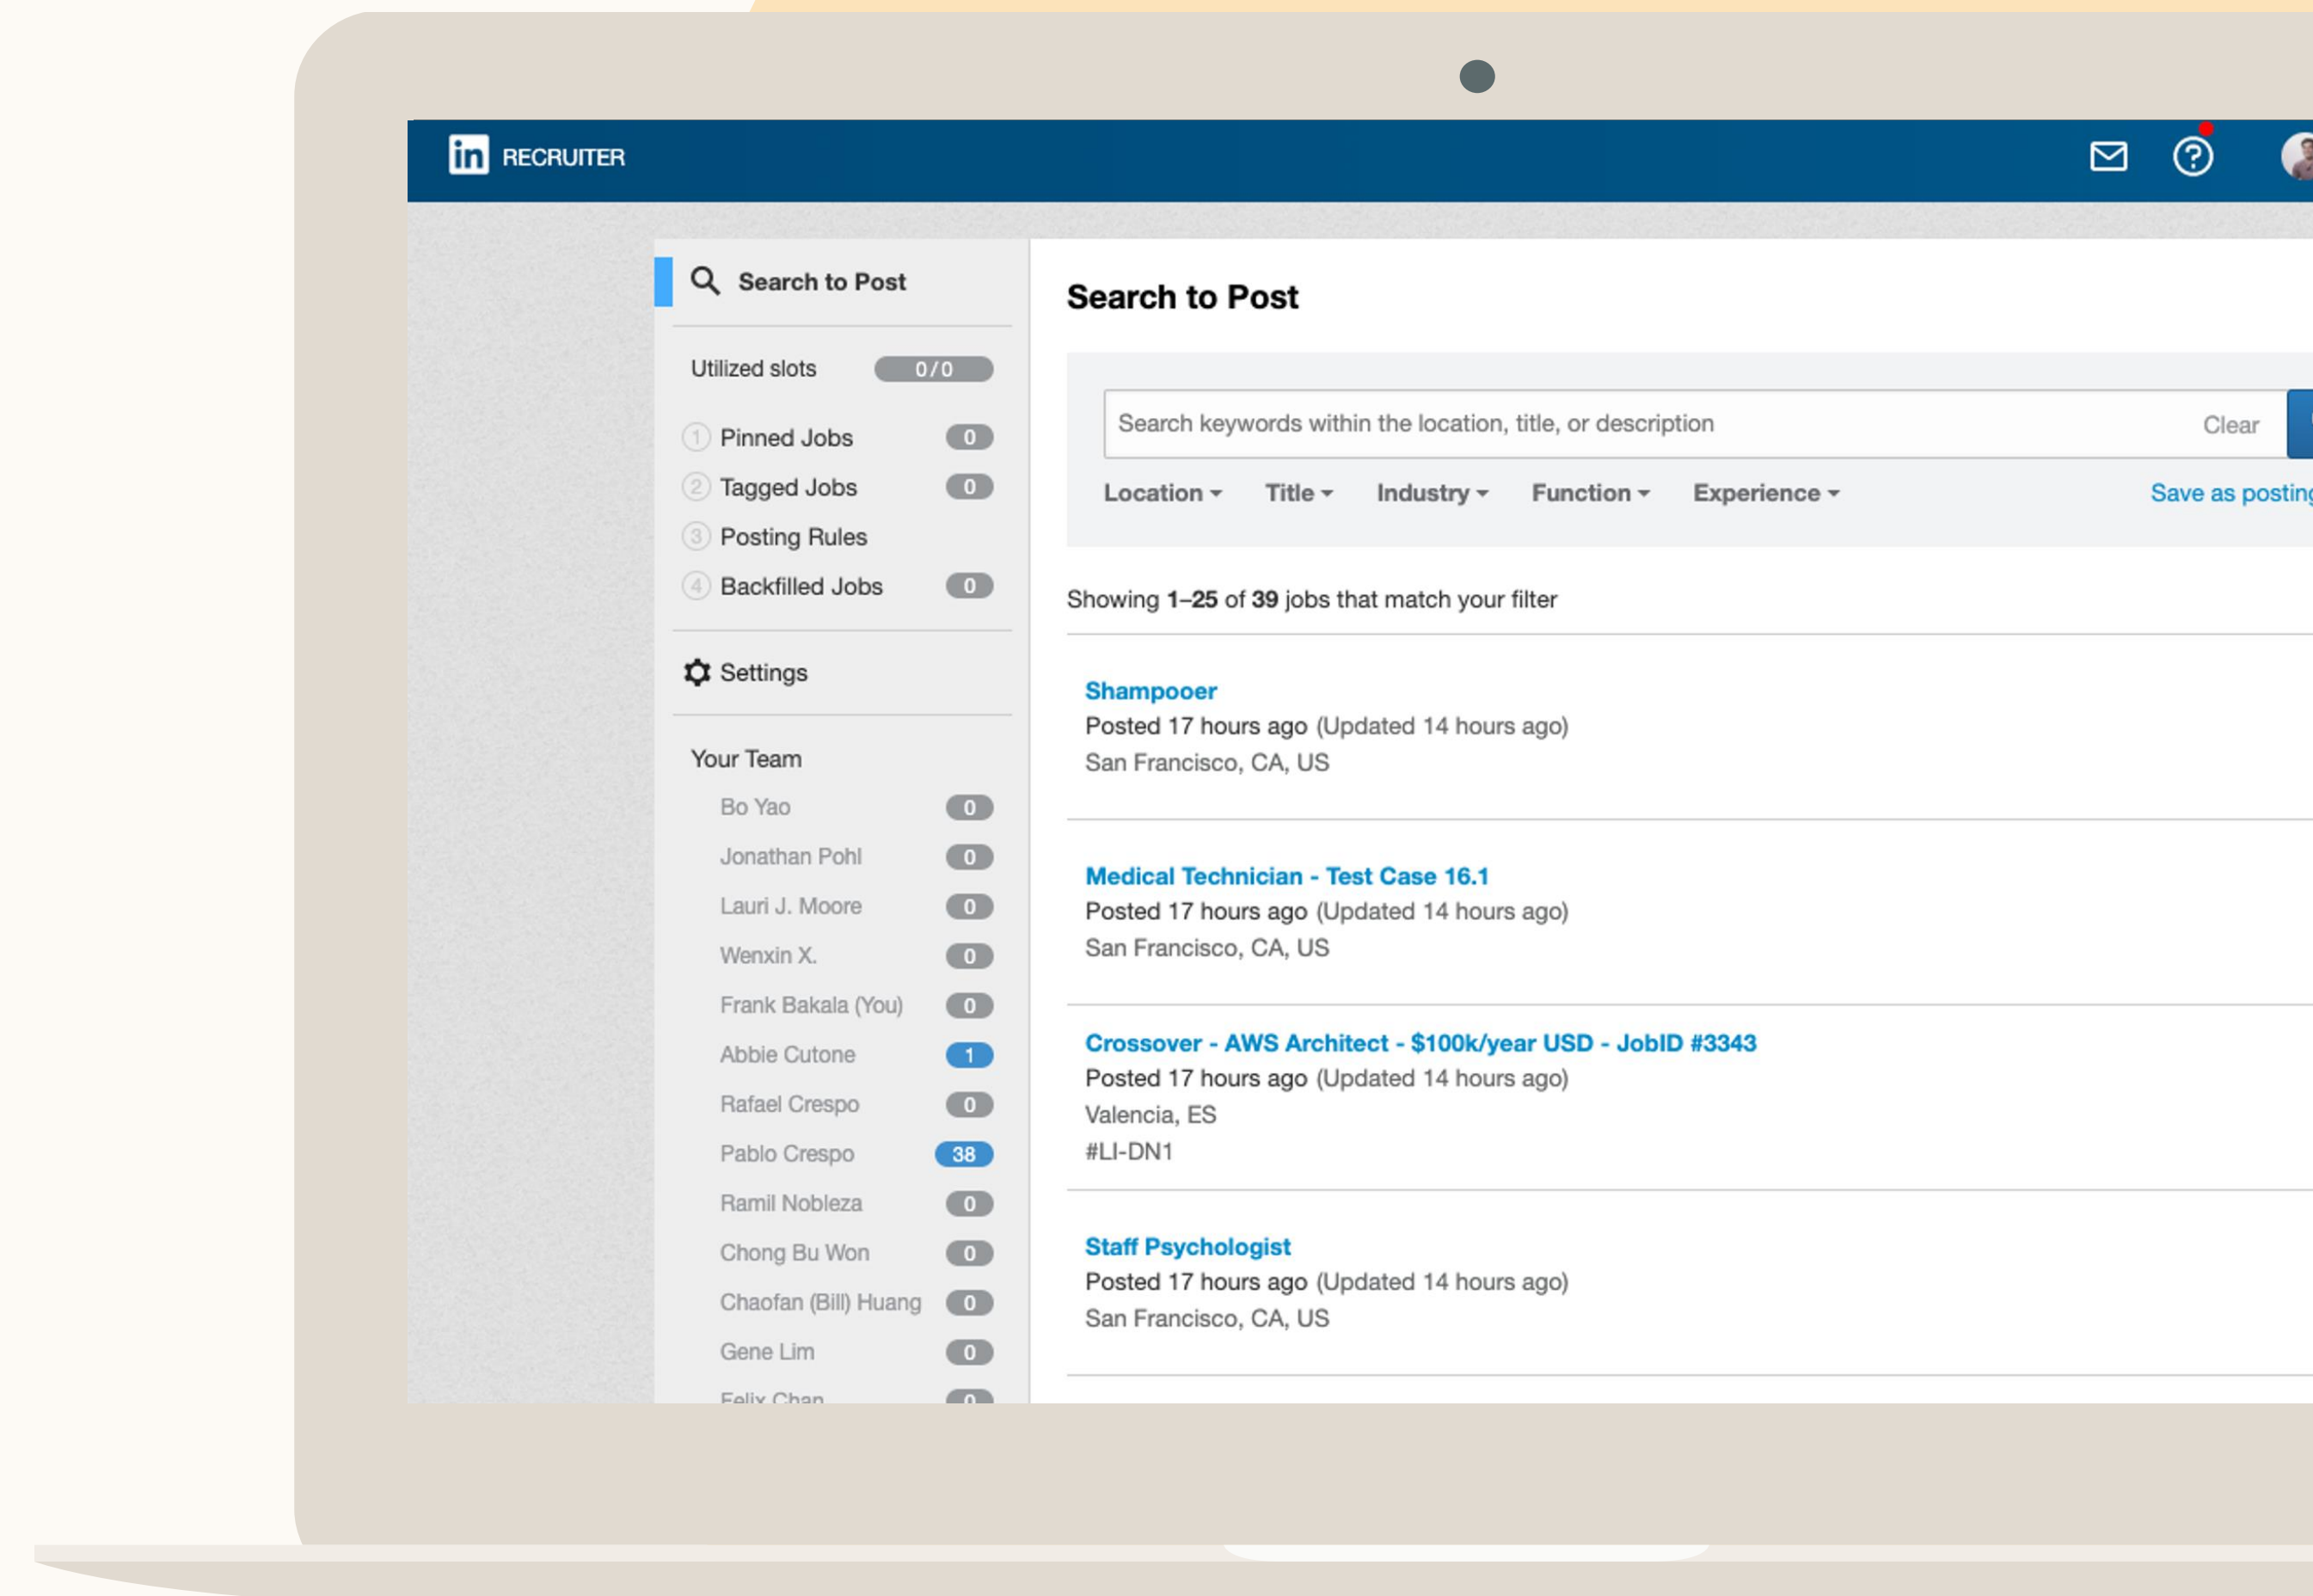 in RECRUITER
Search to Post
Utilized slots 0/0
1 Pinned Jobs 0
2 Tagged Jobs 0
3 Posting Rules
4 Backfilled Jobs 0
Settings
Your Team
Bo Yao 0
Jonathan Pohl 0
Lauri J. Moore 0
Wenxin X. 0
Frank Bakala (You) 0
Abbie Cutone 1
Rafael Crespo 0
Pablo Crespo 38
Ramil Nobleza 0
Chong Bu Won 0
Chaofan (Bill) Huang 0
Gene Lim 0
Felix Chan 0
Search to Post
Search keywords within the location, title, or description Clear
Location Title Industry Function Experience Save as posting
Showing 1–25 of 39 jobs that match your filter
Shampooer
Posted 17 hours ago (Updated 14 hours ago)
San Francisco, CA, US
Medical Technician - Test Case 16.1
Posted 17 hours ago (Updated 14 hours ago)
San Francisco, CA, US
Crossover - AWS Architect - $100k/year USD - JobID #3343
Posted 17 hours ago (Updated 14 hours ago)
Valencia, ES
#LI-DN1
Staff Psychologist
Posted 17 hours ago (Updated 14 hours ago)
San Francisco, CA, US